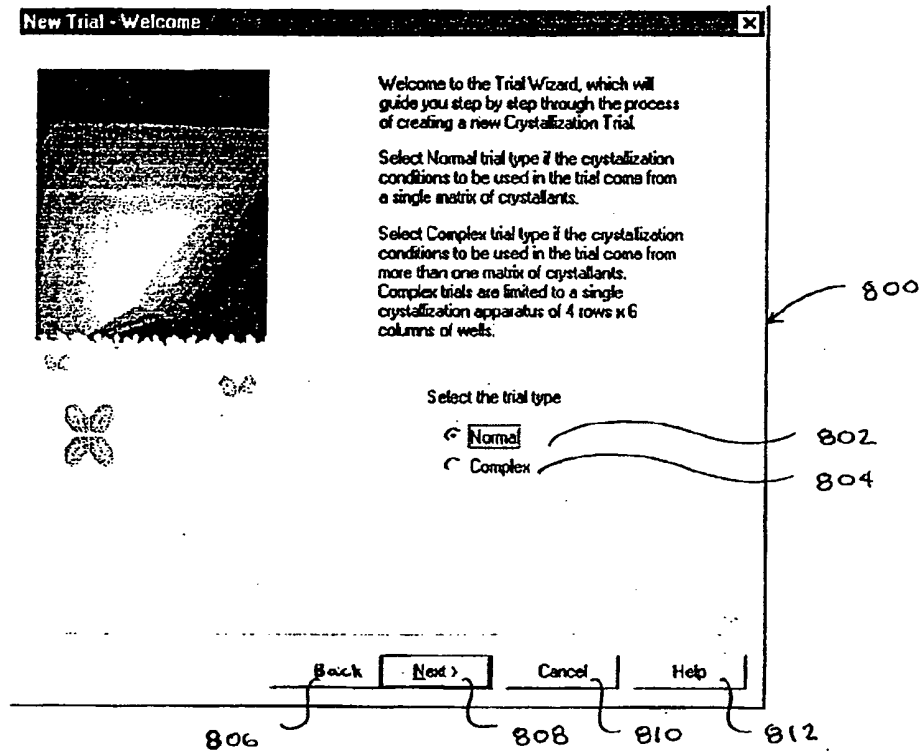 New Trial - Welcome
Welcome to the Trial Wizard, which will
guide you step by step through the process
of creating a new Crystallization Trial.
Select Normal trial type if the crystallization
conditions to be used in the trial come from
a single matrix of crystallants.
Select Complex trial type if the crystallization
conditions to be used in the trial come from
more than one matrix of crystallants.
Complex trials are limited to a single
crystallization apparatus of 4 rows x 6
columns of wells.
800
Select the trial type
Normal
802
Complex
804
Back Next > Cancel Help
806 808 810 812